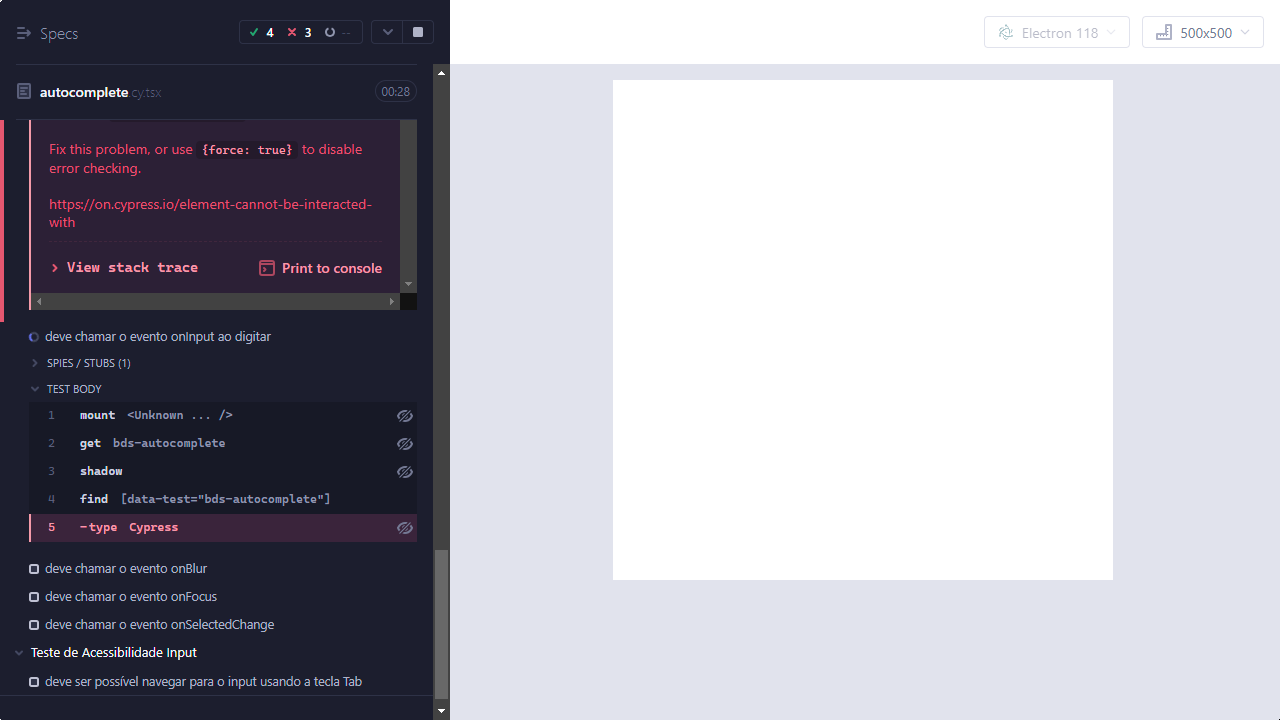 Specs
4
3
--
Electron 118
500x500
autocomplete.cy.tsx
00:28
Fix this problem, or use {force: true} to disable
error checking.
https://on.cypress.io/element-cannot-be-interacted-
with
View stack trace
Print to console
deve chamar o evento onInput ao digitar
SPIES / STUBS (1)
TEST BODY
1 mount <Unknown ... />
2 get bds-autocomplete
3 shadow
4 find [data-test="bds-autocomplete"]
5 -type Cypress
deve chamar o evento onBlur
deve chamar o evento onFocus
deve chamar o evento onSelectedChange
Teste de Acessibilidade Input
deve ser possível navegar para o input usando a tecla Tab